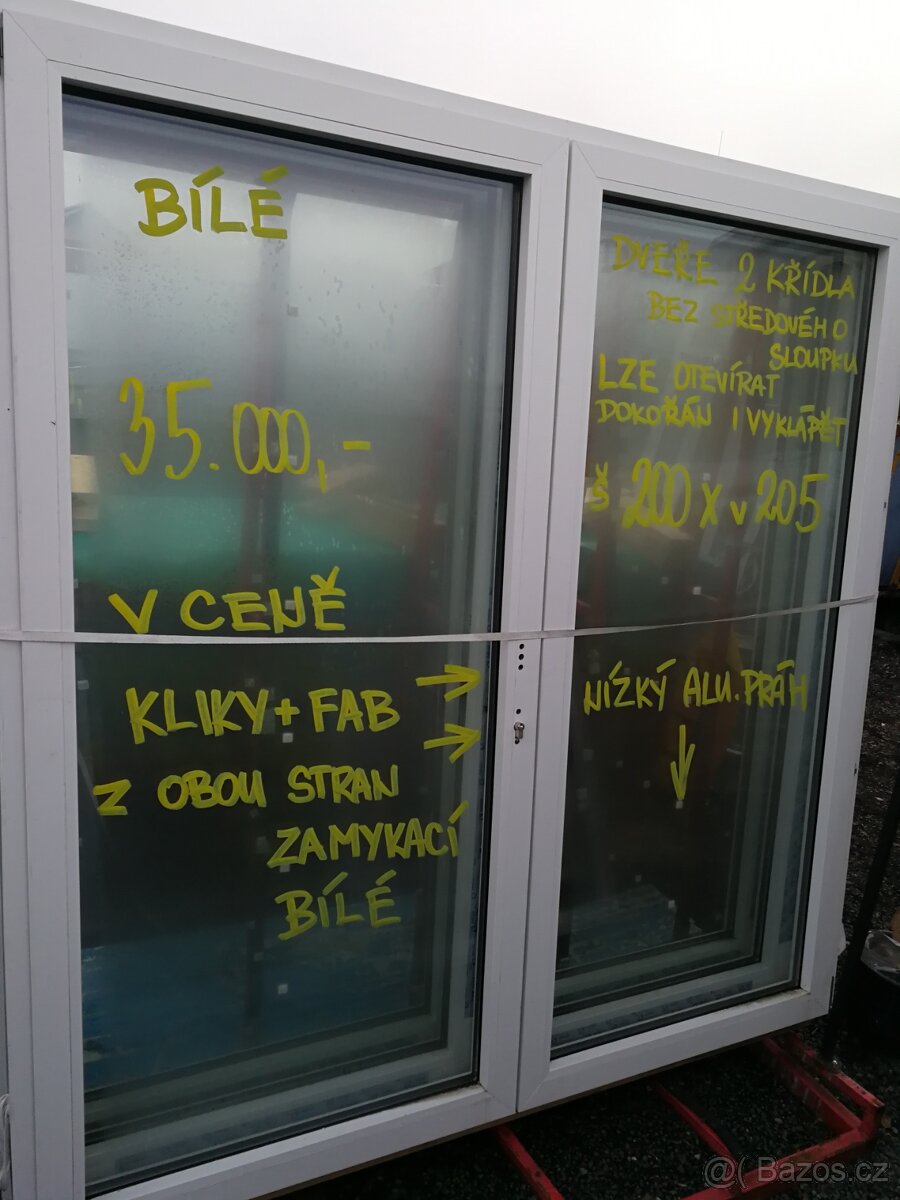 BÍLÉ
35.000,-
V CENĚ
KLIKY + FAB
Z OBOU STRAN
ZAMYKACÍ
BÍLÉ
DVEŘE 2 KŘÍDLA
BEZ STŘEDOVÉHO
SLOUPKU
LZE OTEVÍRAT
DOKOŘÁN I VYKLÁPĚT
Š 200 X V 205
NÍZKÝ ALU. PRÁH
@( Bazos.cz